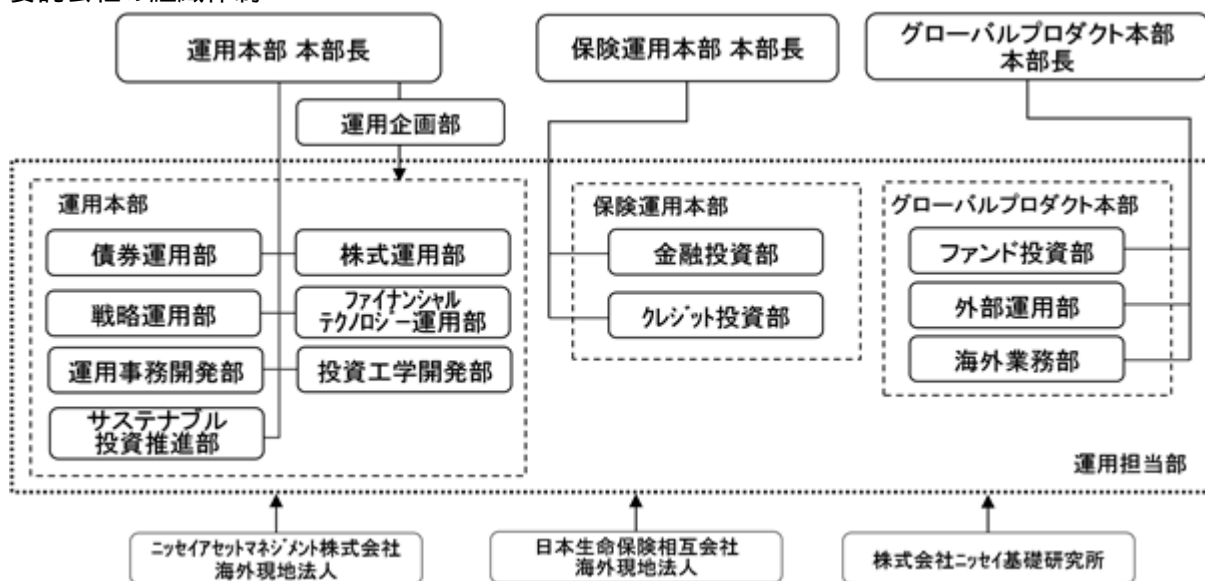 運用本部 本部長
保険運用本部 本部長
グローバルプロダクト本部
本部長
運用企画部
運用本部
債券運用部
株式運用部
戦略運用部
ファイナンシャル
テクノロジー運用部
運用事務開発部
投資工学開発部
サステナブル
投資推進部
保険運用本部
金融投資部
クレジット投資部
グローバルプロダクト本部
ファンド投資部
外部運用部
海外業務部
運用担当部
ニッセイアセットマネジメント株式会社
海外現地法人
日本生命保険相互会社
海外現地法人
株式会社ニッセイ基礎研究所